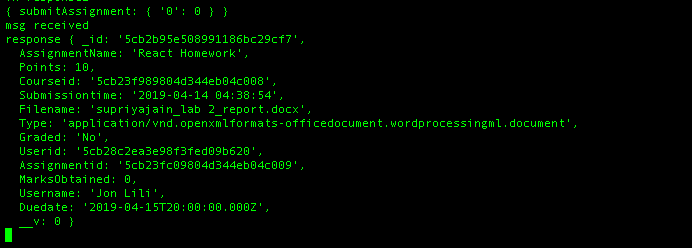 { submitAssignment: { '0': 0 } }
msg received
response { _id: '5cb2b95e508991186bc29cf7',
AssignmentName: 'React Homework',
Points: 10,
Courseid: '5cb23f989804d344eb04c008',
Submissiontime: '2019-04-14 04:38:54',
Filename: 'supriyajain_lab 2_report.docx',
Type: 'application/vnd.openxmlformats-officedocument.wordprocessingml.document',
Graded: 'No',
Userid: '5cb28c2ea3e98f3fed09b620',
Assignmentid: '5cb23fc09804d344eb04c009',
MarksObtained: 0,
Username: 'Jon Lili',
Duedate: '2019-04-15T20:00:00.000Z',
__v: 0 }